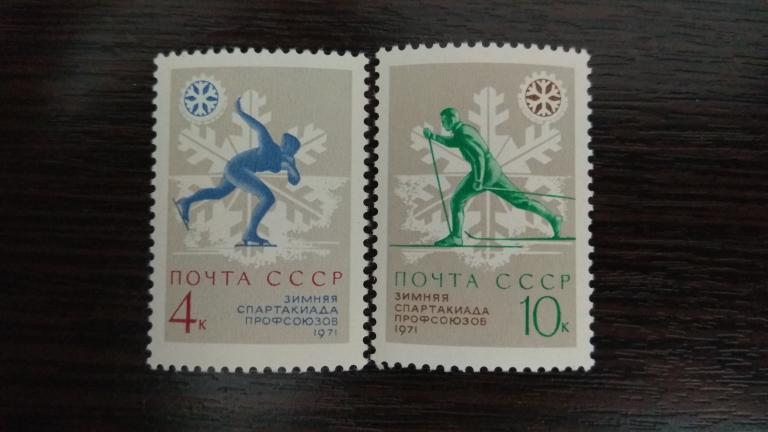 ПОЧТА СССР
4к
ЗИМНЯЯ
СПАРТАКИАДА
ПРОФСОЮЗОВ
1971
ПОЧТА СССР
ЗИМНЯЯ
СПАРТАКИАДА
ПРОФСОЮЗОВ
1971
10к